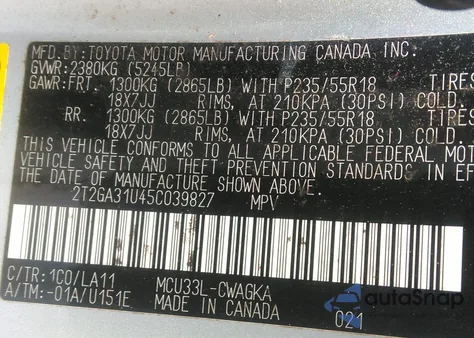 MFD.BY:TOYOTA MOTOR MANUFACTURING CANADA INC.
GVWR:2380KG (5245LB)
GAWR:FRT. 1300KG (2865LB) WITH P235/55R18 TIRES
18X7JJ RIMS, AT 210KPA (30PSI) COLD.
RR. 1300KG (2865LB) WITH P235/55R18 TIRES
18X7JJ RIMS, AT 210KPA (30PSI) COLD.
THIS VEHICLE CONFORMS TO ALL APPLICABLE FEDERAL MOTOR
VEHICLE SAFETY AND THEFT PREVENTION STANDARDS IN EF
THE DATE OF MANUFACTURE SHOWN ABOVE.
2T2GA31U45C039827 MPV
C/TR:1C0/LA11 MCU33L-CWAGKA
A/TM:-01A/U151E MADE IN CANADA 021
autoSnap